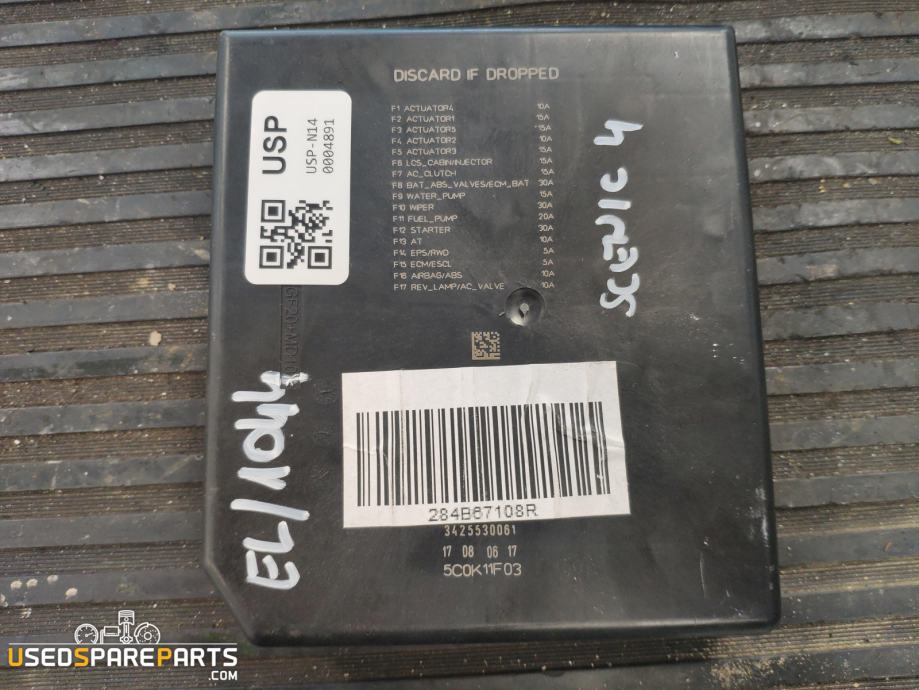 DISCARD IF DROPPED
F1 ACTUATOR4 10A
F2 ACTUATOR1 15A
F3 ACTUATOR5 15A
F4 ACTUATOR2 10A
F5 ACTUATOR3 15A
F6 LCS_CABIN/INJECTOR 15A
F7 AC_CLUTCH 15A
F8 BAT_ABS_VALVES/ECM_BAT 30A
F9 WATER_PUMP 15A
F10 WIPER 30A
F11 FUEL_PUMP 20A
F12 STARTER 30A
F13 AT 10A
F14 EPS/RWD 5A
F15 ECM/ESCL 5A
F16 AIRBAG/ABS 10A
F17 REV_LAMP/AC_VALVE 10A
USP
USP-N14
0004891
SCENIC 4
EL/1044
284B67108R
3425530061
17 08 06 17
5C0K11F03
USEDSPAREPARTS
.COM